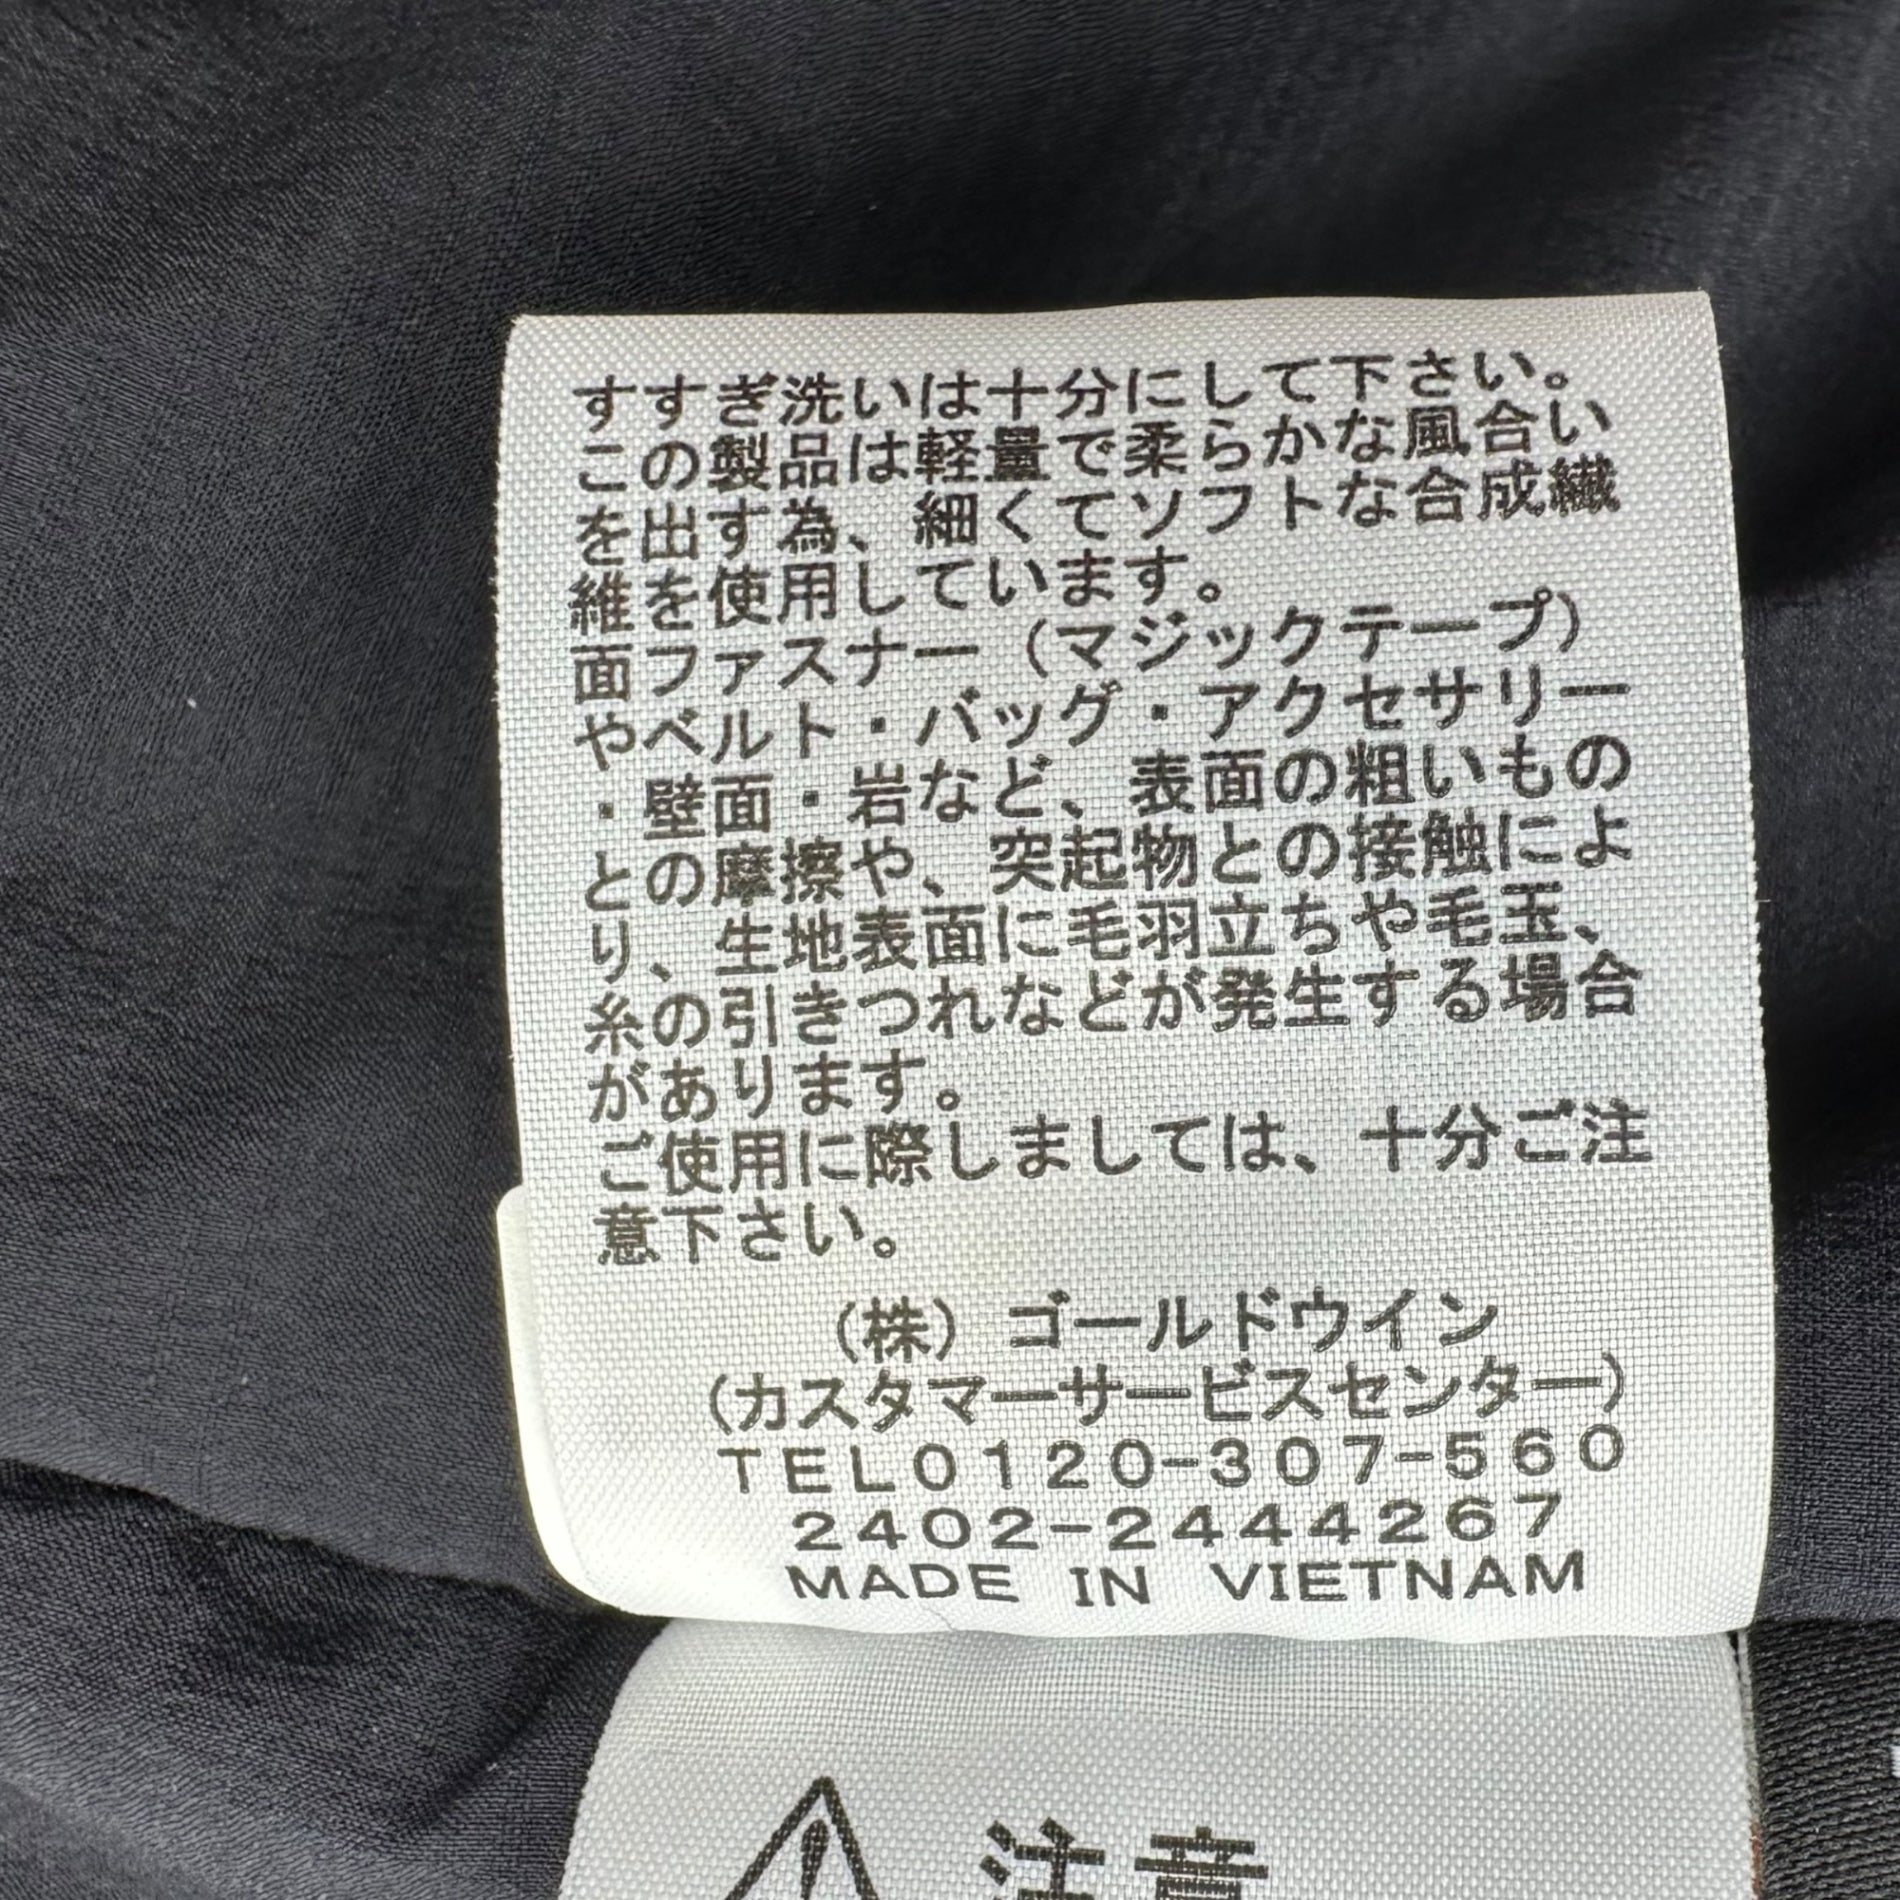 すすぎ洗いは十分にして下さい。
この製品は軽量で柔らかな風合い
を出す為、細くてソフトな合成繊
維を使用しています。
面ファスナー（マジックテープ）
やベルト・バッグ・アクセサリー
・壁面・岩など、表面の粗いもの
との摩擦や、突起物との接触によ
り、生地表面に毛羽立ちや毛玉、
糸の引きつれなどが発生する場合
があります。
ご使用に際しましては、十分ご注
意下さい。
（株）ゴールドウイン
（カスタマーサービスセンター）
TEL0120-307-560
2402-2444267
MADE IN VIETNAM
注意